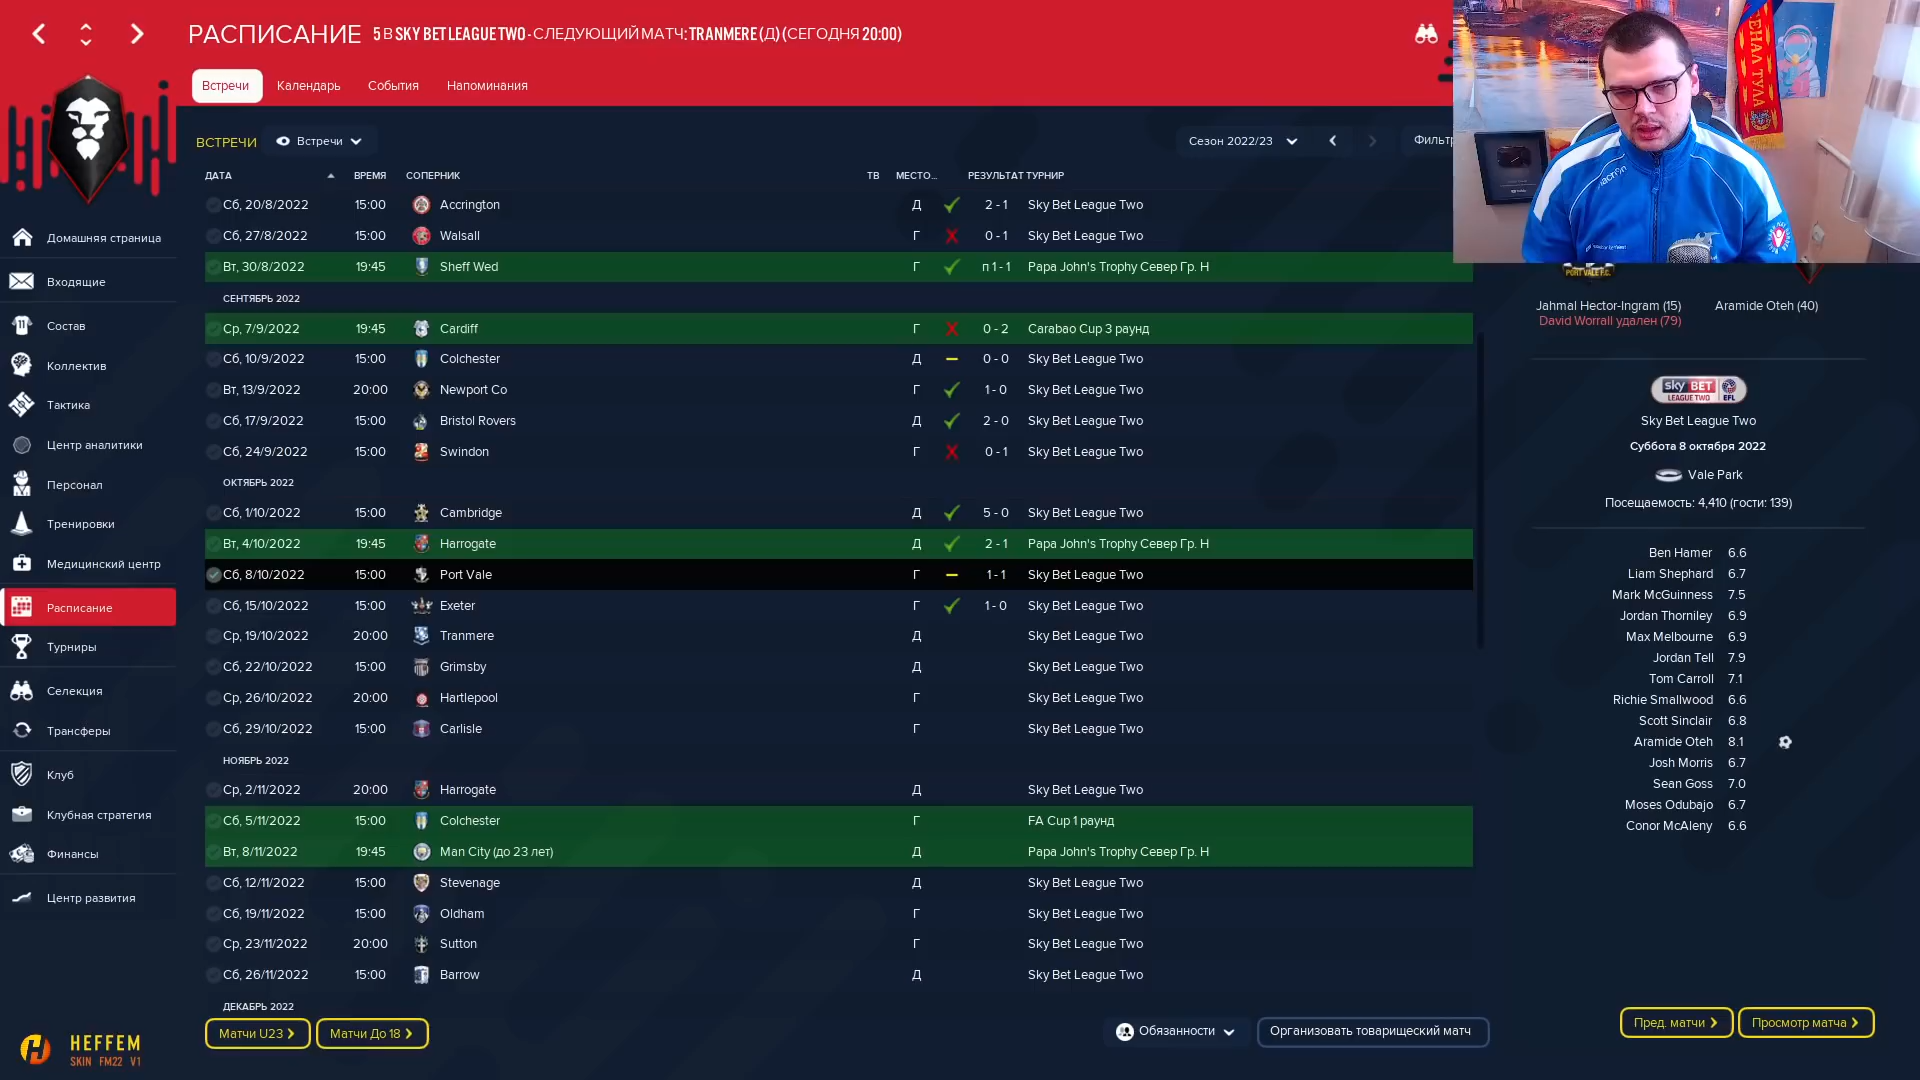 РАСПИСАНИЕ 5 В SKY BET LEAGUE TWO - СЛЕДУЮЩИЙ МАТЧ: TRANMERE (Д) (СЕГОДНЯ 20:00)
Встречи Календарь События Напоминания
ВСТРЕЧИ Встречи Сезон 2022/23 Фильтр
ДАТА ВРЕМЯ СОПЕРНИК ТВ МЕСТО... РЕЗУЛЬТАТ ТУРНИР
Сб, 20/8/2022 15:00 Accrington Д 2 - 1 Sky Bet League Two
Сб, 27/8/2022 15:00 Walsall Г 0 - 1 Sky Bet League Two
Вт, 30/8/2022 19:45 Sheff Wed Г п 1 - 1 Papa John's Trophy Север Гр. H
СЕНТЯБРЬ 2022
Ср, 7/9/2022 19:45 Cardiff Г 0 - 2 Carabao Cup 3 раунд
Сб, 10/9/2022 15:00 Colchester Д 0 - 0 Sky Bet League Two
Вт, 13/9/2022 20:00 Newport Co Г 1 - 0 Sky Bet League Two
Сб, 17/9/2022 15:00 Bristol Rovers Д 2 - 0 Sky Bet League Two
Сб, 24/9/2022 15:00 Swindon Г 0 - 1 Sky Bet League Two
ОКТЯБРЬ 2022
Сб, 1/10/2022 15:00 Cambridge Д 5 - 0 Sky Bet League Two
Вт, 4/10/2022 19:45 Harrogate Д 2 - 1 Papa John's Trophy Север Гр. H
Сб, 8/10/2022 15:00 Port Vale Г 1 - 1 Sky Bet League Two
Сб, 15/10/2022 15:00 Exeter Г 1 - 0 Sky Bet League Two
Ср, 19/10/2022 20:00 Tranmere Д Sky Bet League Two
Сб, 22/10/2022 15:00 Grimsby Д Sky Bet League Two
Ср, 26/10/2022 20:00 Hartlepool Г Sky Bet League Two
Сб, 29/10/2022 15:00 Carlisle Г Sky Bet League Two
НОЯБРЬ 2022
Ср, 2/11/2022 20:00 Harrogate Д Sky Bet League Two
Сб, 5/11/2022 15:00 Colchester Г FA Cup 1 раунд
Вт, 8/11/2022 19:45 Man City (до 23 лет) Д Papa John's Trophy Север Гр. H
Сб, 12/11/2022 15:00 Stevenage Д Sky Bet League Two
Сб, 19/11/2022 15:00 Oldham Г Sky Bet League Two
Ср, 23/11/2022 20:00 Sutton Г Sky Bet League Two
Сб, 26/11/2022 15:00 Barrow Д Sky Bet League Two
ДЕКАБРЬ 2022
Матчи U23 Матчи До 18 Обязанности Организовать товарищеский матч
Домашняя страница
Входящие
Состав
Коллектив
Тактика
Центр аналитики
Персонал
Тренировки
Медицинский центр
Расписание
Турниры
Селекция
Трансферы
Клуб
Клубная стратегия
Финансы
Центр развития
HEFFEM
SKIN FM22 V1
macron
АРСЕНАЛ ТУЛА
PORT VALE F.C.
Jahmal Hector-Ingram (15) Aramide Oteh (40)
David Worrall удален (79)
sky BET
LEAGUE TWO EFL
Sky Bet League Two
Суббота 8 октября 2022
Vale Park
Посещаемость: 4,410 (гости: 139)
Ben Hamer 6.6
Liam Shephard 6.7
Mark McGuinness 7.5
Jordan Thorniley 6.9
Max Melbourne 6.9
Jordan Tell 7.9
Tom Carroll 7.1
Richie Smallwood 6.6
Scott Sinclair 6.8
Aramide Oteh 8.1
Josh Morris 6.7
Sean Goss 7.0
Moses Odubajo 6.7
Conor McAleny 6.6
Пред. матчи Просмотр матча